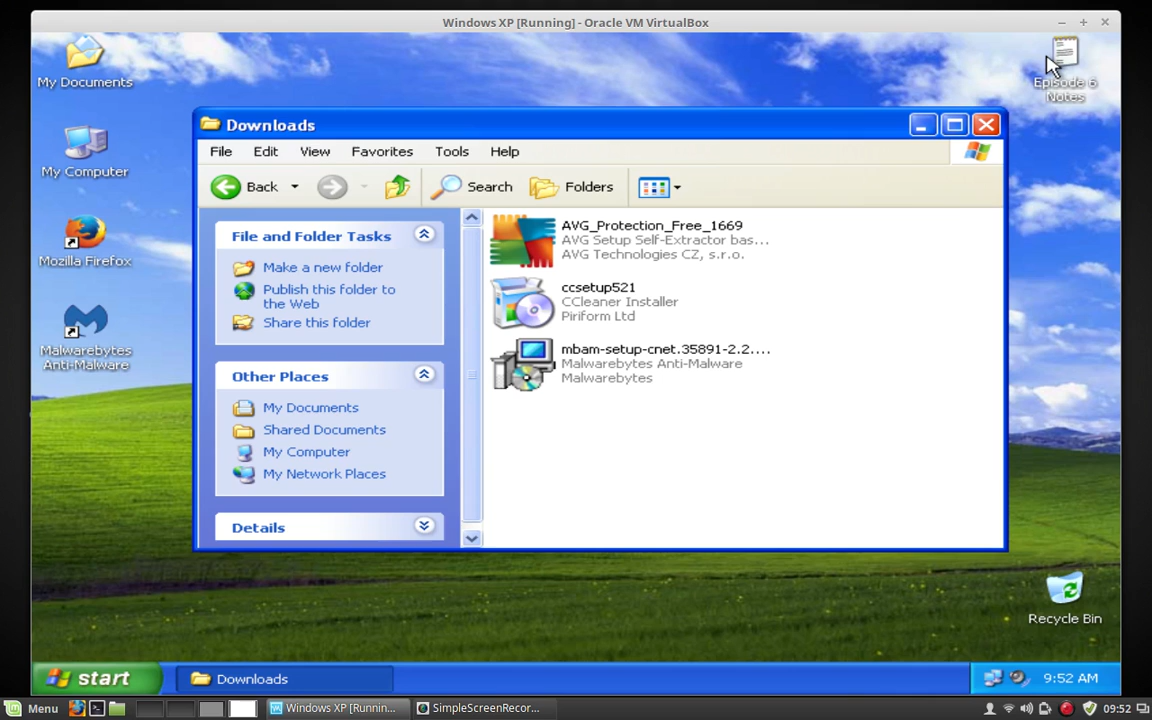 Windows XP [Running] - Oracle VM VirtualBox
My Documents
My Computer
Mozilla Firefox
Malwarebytes
Anti-Malware
Episode 6
Notes
Recycle Bin
Downloads
File Edit View Favorites Tools Help
Back Search Folders
File and Folder Tasks
Make a new folder
Publish this folder to
the Web
Share this folder
Other Places
My Documents
Shared Documents
My Computer
My Network Places
Details
AVG_Protection_Free_1669
AVG Setup Self-Extractor bas...
AVG Technologies CZ, s.r.o.
ccsetup521
CCleaner Installer
Piriform Ltd
mbam-setup-cnet.35891-2.2....
Malwarebytes Anti-Malware
Malwarebytes
start Downloads 9:52 AM
Menu Windows XP [Runnin... SimpleScreenRecor... 09:52